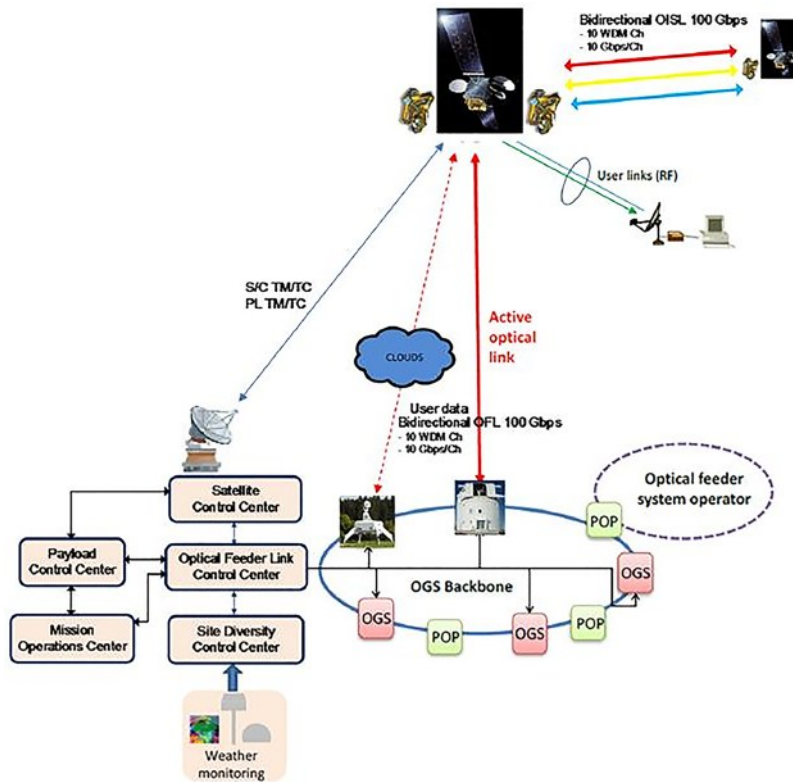 Bidirectional OISL 100 Gbps
- 10 WDM Ch
- 10 Gbps/Ch
User links (RF)
S/C TM/TC
PL TM/TC
Active
optical
link
CLOUDS
User data
Bidirectional OFL 100 Gbps
- 10 WDM Ch
- 10 Gbps/Ch
Optical feeder
system operator
Satellite
Control Center
POP
Payload
Control Center
Optical Feeder Link
Control Center
OGS Backbone
OGS
Mission
Operations Center
Site Diversity
Control Center
OGS
POP
OGS
POP
Weather
monitoring